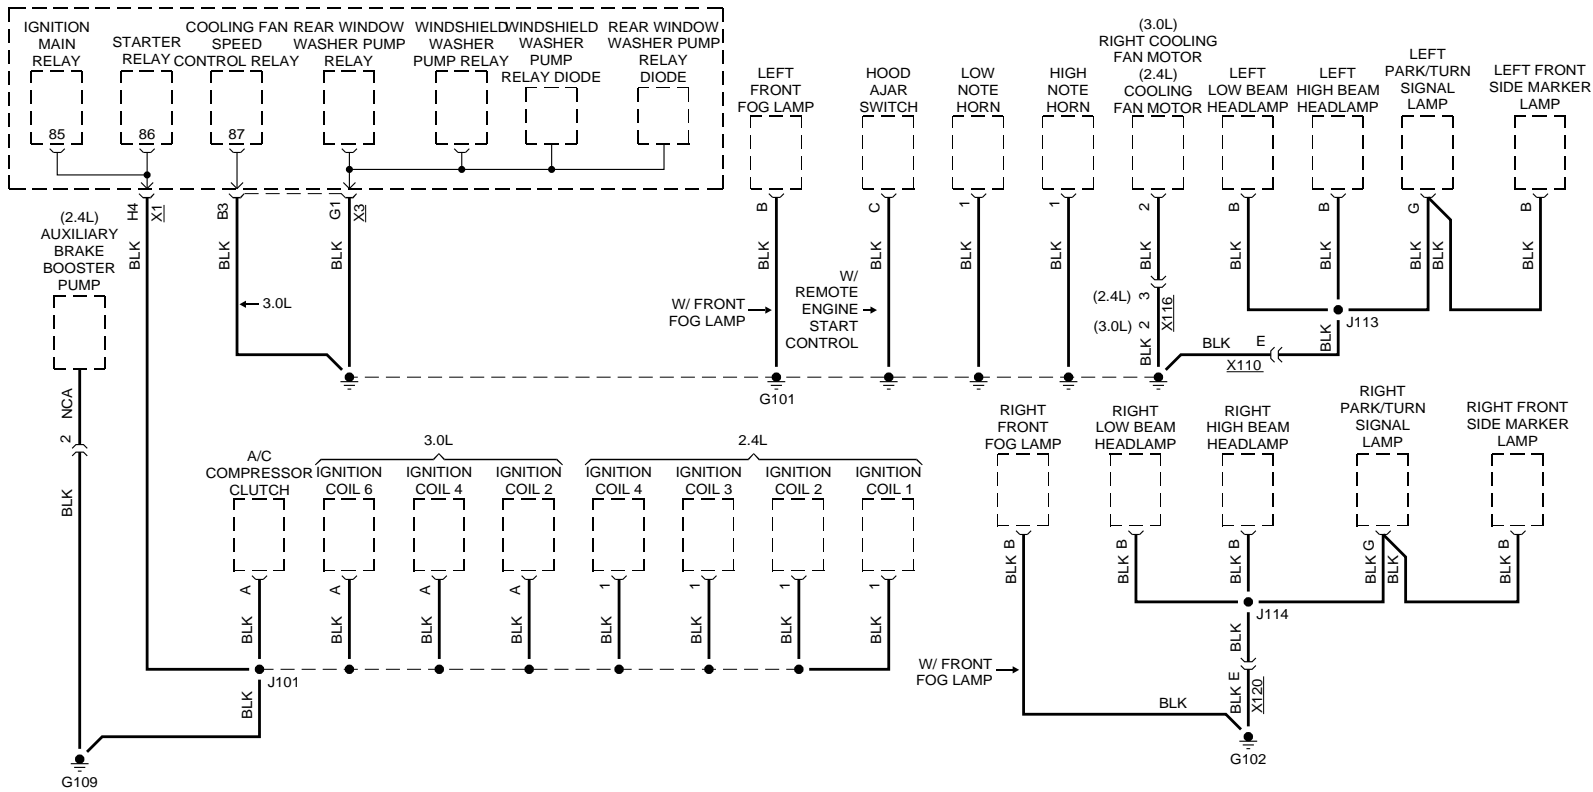 IGNITION
MAIN
RELAY
STARTER
RELAY
COOLING FAN
SPEED
CONTROL RELAY
REAR WINDOW
WASHER PUMP
RELAY
WINDSHIELD
WASHER
PUMP RELAY
WINDSHIELD
WASHER
PUMP
RELAY DIODE
REAR WINDOW
WASHER PUMP
RELAY
DIODE
85
86
87
H4
X1
B3
G1
X3
BLK
BLK
BLK
3.0L
(2.4L)
AUXILIARY
BRAKE
BOOSTER
PUMP
NCA
2
BLK
LEFT
FRONT
FOG LAMP
HOOD
AJAR
SWITCH
LOW
NOTE
HORN
HIGH
NOTE
HORN
(3.0L)
RIGHT COOLING
FAN MOTOR
(2.4L)
COOLING
FAN MOTOR
LEFT
LOW BEAM
HEADLAMP
LEFT
HIGH BEAM
HEADLAMP
LEFT
PARK/TURN
SIGNAL
LAMP
LEFT FRONT
SIDE MARKER
LAMP
B
C
1
1
2
B
B
G
B
BLK
BLK
BLK
BLK
BLK
BLK
BLK
BLK
BLK
BLK
W/ FRONT
FOG LAMP
W/
REMOTE
ENGINE
START
CONTROL
(2.4L) 3
(3.0L) 2
X116
BLK
BLK
E
X110
BLK
J113
G101
A/C
COMPRESSOR
CLUTCH
3.0L
IGNITION
COIL 6
IGNITION
COIL 4
IGNITION
COIL 2
2.4L
IGNITION
COIL 4
IGNITION
COIL 3
IGNITION
COIL 2
IGNITION
COIL 1
A
A
A
A
1
1
1
1
BLK
BLK
BLK
BLK
BLK
BLK
BLK
BLK
J101
BLK
G109
RIGHT
FRONT
FOG LAMP
RIGHT
LOW BEAM
HEADLAMP
RIGHT
HIGH BEAM
HEADLAMP
RIGHT
PARK/TURN
SIGNAL
LAMP
RIGHT FRONT
SIDE MARKER
LAMP
BLK B
BLK B
BLK B
BLK G
BLK
BLK B
J114
BLK
W/ FRONT
FOG LAMP
BLK
BLK E
X120
G102